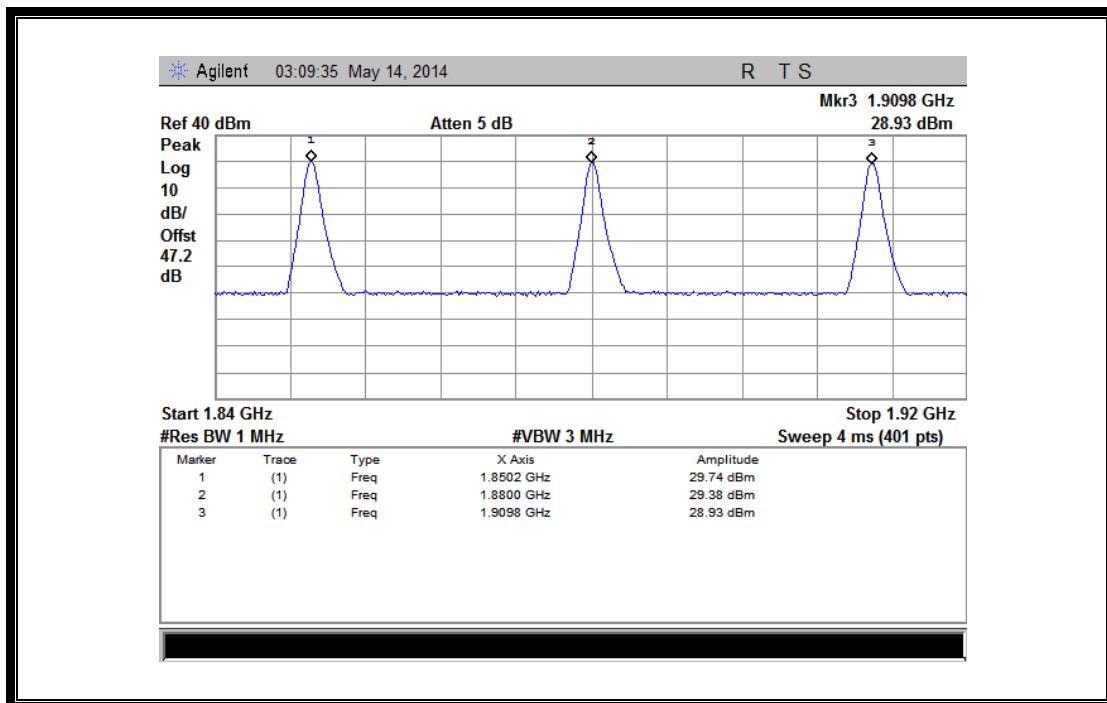 Agilent 03:09:35 May 14, 2014 R T S
Mkr3 1.9098 GHz
Ref 40 dBm Atten 5 dB 28.93 dBm
Peak
Log
10
dB/
Offst
47.2
dB
1 2 3
Start 1.84 GHz Stop 1.92 GHz
#Res BW 1 MHz #VBW 3 MHz Sweep 4 ms (401 pts)
Marker Trace Type X Axis Amplitude
1 (1) Freq 1.8502 GHz 29.74 dBm
2 (1) Freq 1.8800 GHz 29.38 dBm
3 (1) Freq 1.9098 GHz 28.93 dBm